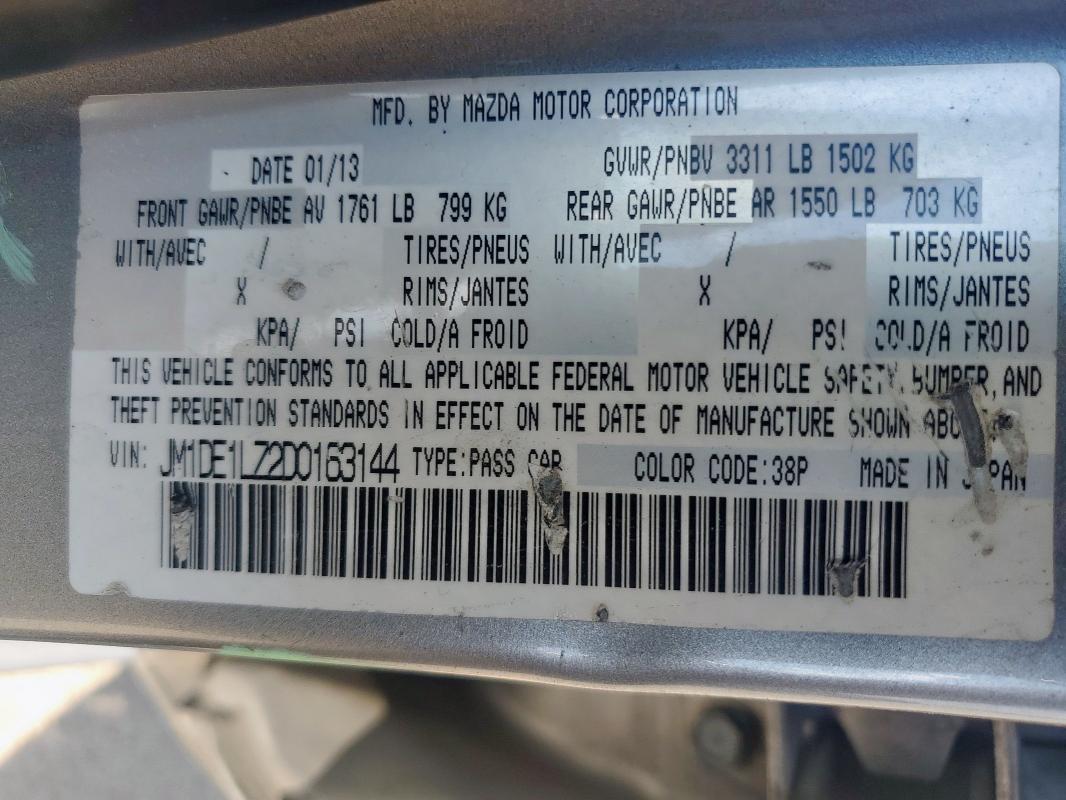 MFD. BY MAZDA MOTOR CORPORATION
DATE 01/13 GVWR/PNBV 3311 LB 1502 KG
FRONT GAWR/PNBE AV 1761 LB 799 KG REAR GAWR/PNBE AR 1550 LB 703 KG
WITH/AVEC / TIRES/PNEUS WITH/AVEC / TIRES/PNEUS
X RIMS/JANTES X RIMS/JANTES
KPA/ PSI COLD/A FROID KPA/ PSI COLD/A FROID
THIS VEHICLE CONFORMS TO ALL APPLICABLE FEDERAL MOTOR VEHICLE SAFETY, BUMPER, AND
THEFT PREVENTION STANDARDS IN EFFECT ON THE DATE OF MANUFACTURE SHOWN ABOVE.
VIN: JM1DE1LZ2D0163144 TYPE:PASS CAR COLOR CODE:38P MADE IN JAPAN